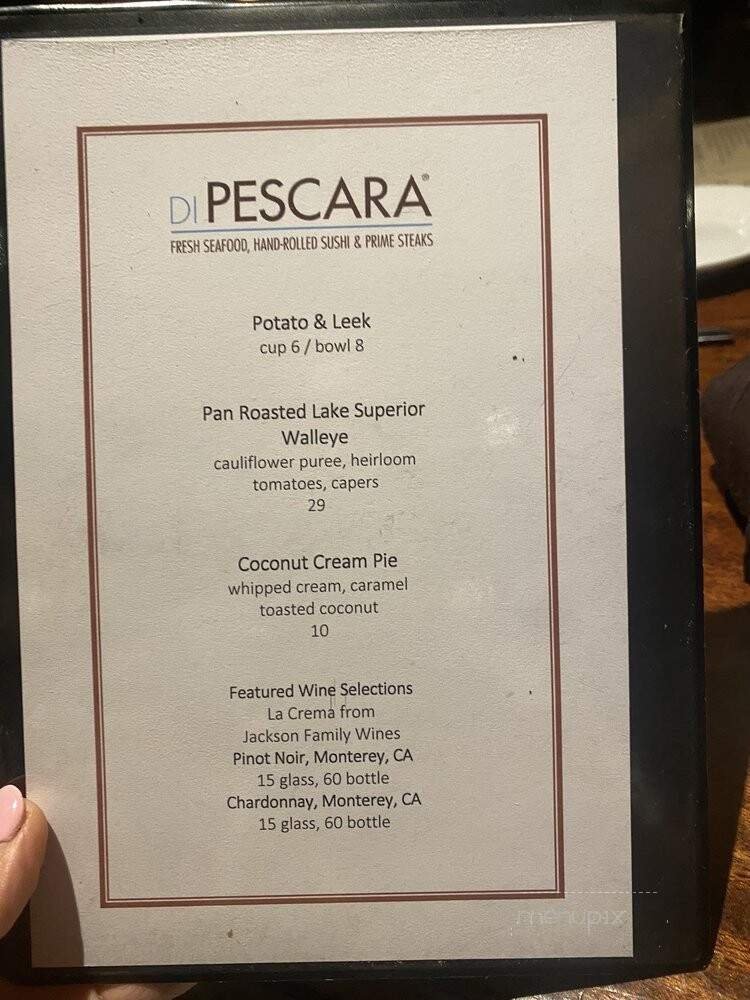 DI PESCARA®
FRESH SEAFOOD, HAND-ROLLED SUSHI & PRIME STEAKS
Potato & Leek
cup 6 / bowl 8
Pan Roasted Lake Superior
Walleye
cauliflower puree, heirloom
tomatoes, capers
29
Coconut Cream Pie
whipped cream, caramel
toasted coconut
10
Featured Wine Selections
La Crema from
Jackson Family Wines
Pinot Noir, Monterey, CA
15 glass, 60 bottle
Chardonnay, Monterey, CA
15 glass, 60 bottle
menupix